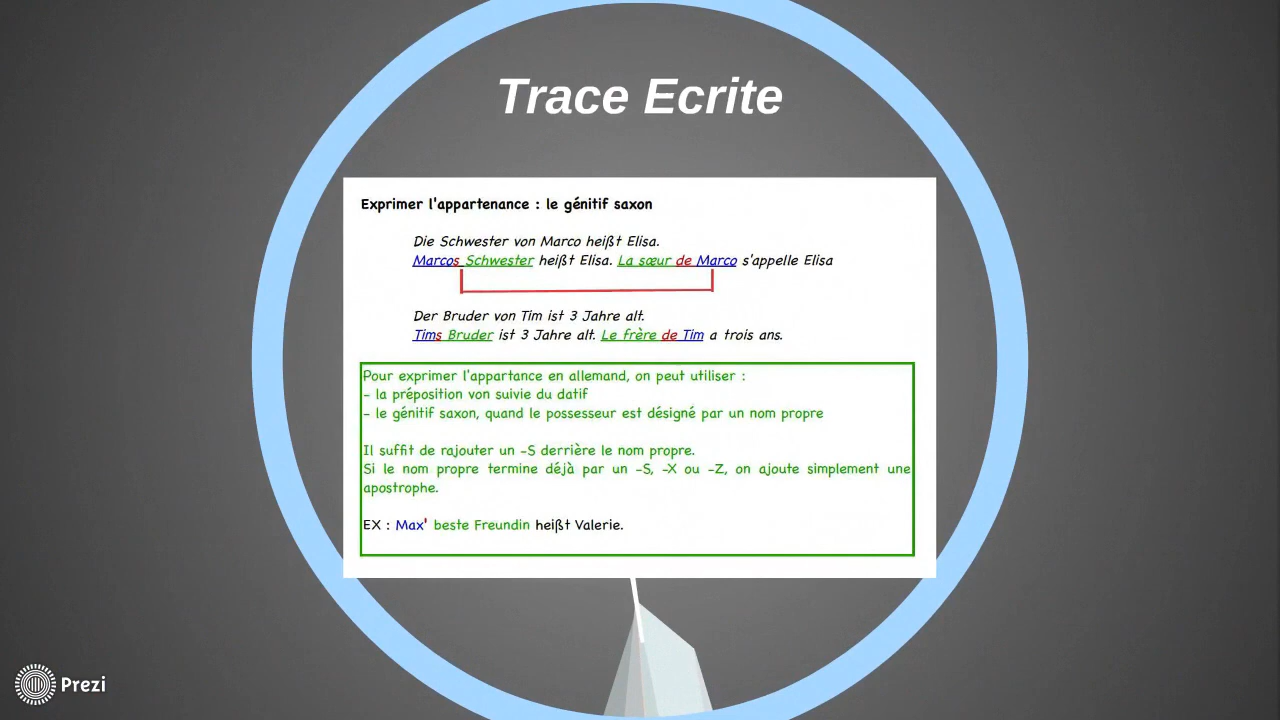 Trace Ecrite
Exprimer l'appartenance : le génitif saxon
Die Schwester von Marco heißt Elisa.
Marcos Schwester heißt Elisa. La sœur de Marco s'appelle Elisa
Der Bruder von Tim ist 3 Jahre alt.
Tims Bruder ist 3 Jahre alt. Le frère de Tim a trois ans.
Pour exprimer l'appartance en allemand, on peut utiliser :
- la préposition von suivie du datif
- le génitif saxon, quand le possesseur est désigné par un nom propre
Il suffit de rajouter un -S derrière le nom propre.
Si le nom propre termine déjà par un -S, -X ou -Z, on ajoute simplement une
apostrophe.
EX : Max' beste Freundin heißt Valerie.
Prezi